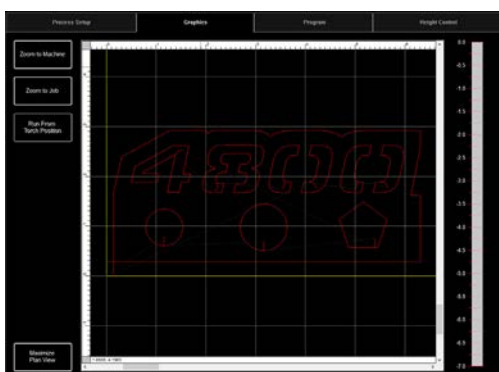 Process Setup
Graphics
Program
Height Control
Zoom to Machine
Zoom to Job
Run From
Torch Position
Maximize
Plan View
4800
0.0
-0.5
-1.0
-1.5
-2.0
-2.5
-3.0
-3.5
-4.0
-4.5
-5.0
-5.5
-6.0
-6.5
-7.0